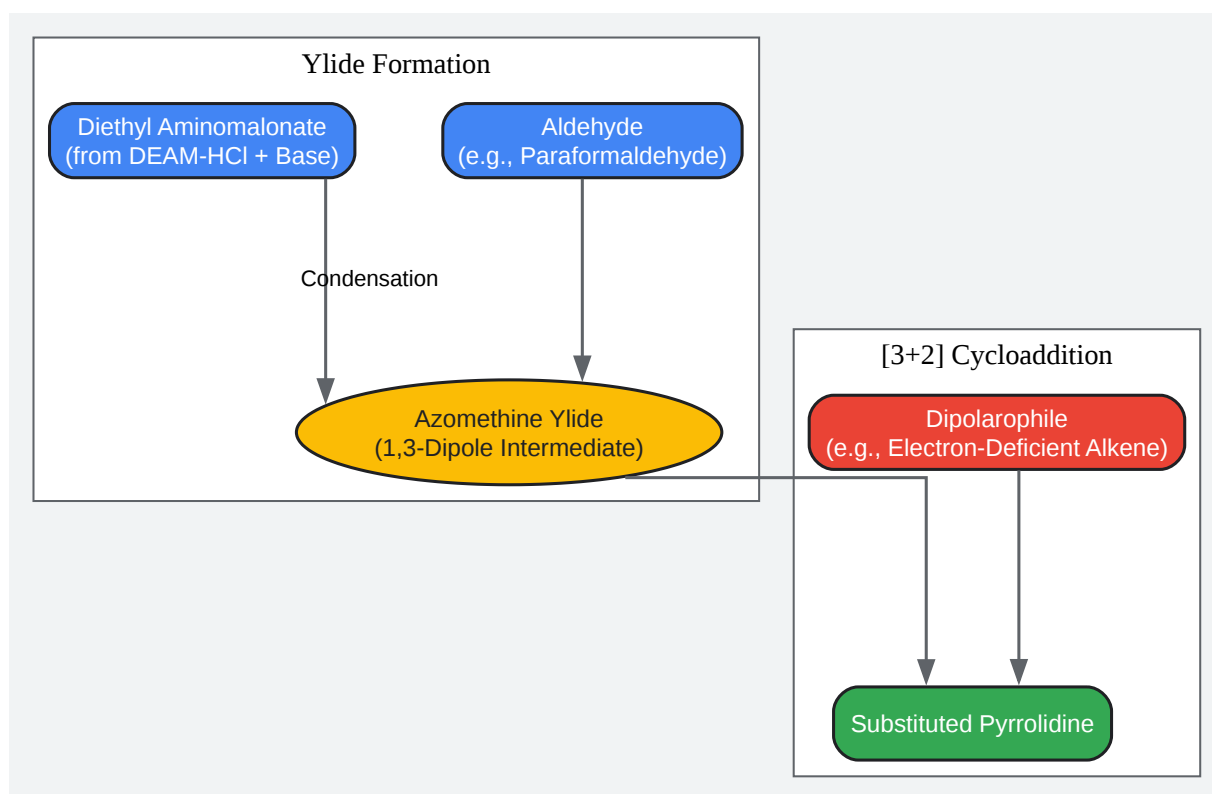 Ylide Formation
Diethyl Aminomalonate
(from DEAM-HCl + Base)
Aldehyde
(e.g., Paraformaldehyde)
Condensation
Azomethine Ylide
(1,3-Dipole Intermediate)
[3+2] Cycloaddition
Dipolarophile
(e.g., Electron-Deficient Alkene)
Substituted Pyrrolidine